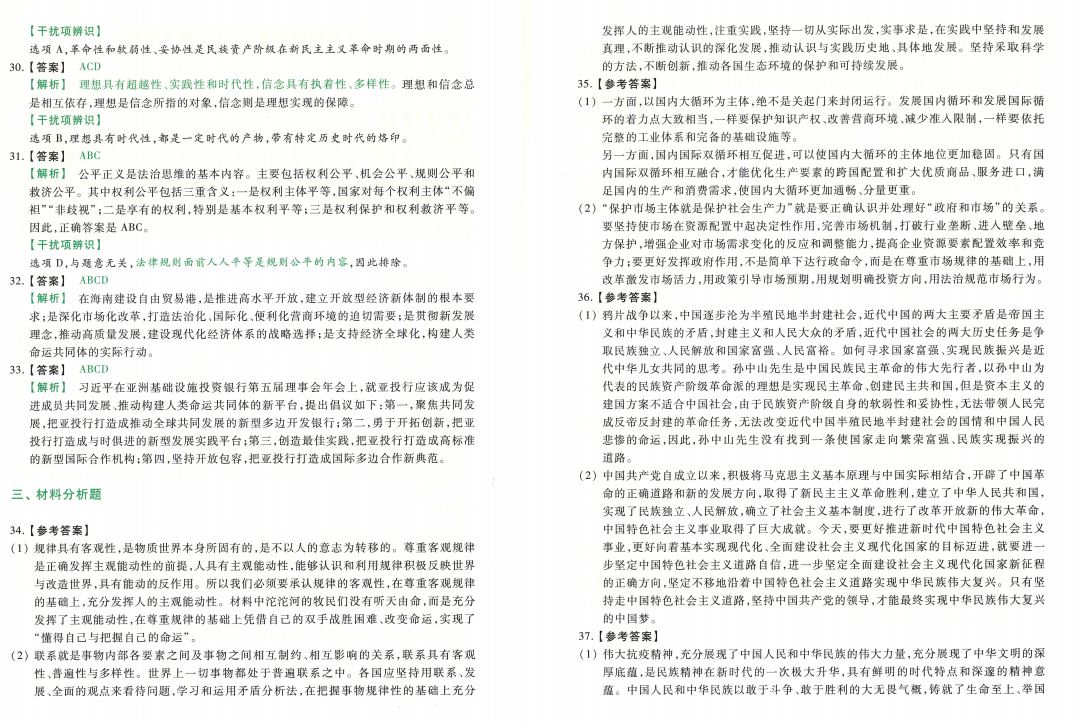 【干扰项辨识】
选项 A,革命性和软弱性、妥协性是民族资产阶级在新民主主义革命时期的两面性。
30.【答案】 ACD
【解析】 理想具有超越性、实践性和时代性,信念具有执着性、多样性。理想和信念总
是相互依存,理想是信念所指的对象,信念则是理想实现的保障。
【干扰项辨识】
选项 B,理想具有时代性,都是一定时代的产物,带有特定历史时代的烙印。
31.【答案】 ABC
【解析】 公平正义是法治思维的基本内容。主要包括权利公平、机会公平、规则公平和
救济公平。其中权利公平包括三重含义:一是权利主体平等,国家对每个权利主体“不偏
袒”“非歧视”;二是享有的权利,特别是基本权利平等;三是权利保护和权利救济平等。
因此,正确答案是 ABC。
【干扰项辨识】
选项 D,与题意无关,法律规则面前人人平等是规则公平的内容,因此排除。
32.【答案】 ABCD
【解析】 在海南建设自由贸易港,是推进高水平开放,建立开放型经济新体制的根本要
求;是深化市场化改革,打造法治化、国际化、便利化营商环境的迫切需要;是贯彻新发展
理念,推动高质量发展,建设现代化经济体系的战略选择;是支持经济全球化,构建人类
命运共同体的实际行动。
33.【答案】 ABCD
【解析】 习近平在亚洲基础设施投资银行第五届理事会年会上,就亚投行应该成为促
进成员共同发展、推动构建人类命运共同体的新平台,提出倡议如下:第一,聚焦共同发
展,把亚投行打造成推动全球共同发展的新型多边开发银行;第二,勇于开拓创新,把亚
投行打造成与时俱进的新型发展实践平台;第三,创造最佳实践,把亚投行打造成高标准
的新型国际合作机构;第四,坚持开放包容,把亚投行打造成国际多边合作新典范。
三、材料分析题
34.【参考答案】
(1) 规律具有客观性,是物质世界本身所固有的,是不以人的意志为转移的。尊重客观规律
是正确发挥主观能动性的前提,人具有主观能动性,能够认识和利用规律积极反映世界
与改造世界,具有能动的反作用。所以我们必须要承认规律的客观性,在尊重客观规律
的基础上,充分发挥人的主观能动性。材料中沱沱河的牧民们没有听天由命,而是充分
发挥了主观能动性,在尊重规律的基础上凭借自己的双手战胜困难、改变命运,实现了
“懂得自己与把握自己的命运”。
(2) 联系就是事物内部各要素之间及事物之间相互制约、相互影响的关系,联系具有客观
性、普遍性与多样性。世界上一切事物都处于普遍联系之中。各国应坚持用联系、发
展、全面的观点来看待问题,学习和运用矛盾分析法,在把握事物规律性的基础上充分
发挥人的主观能动性,注重实践,坚持一切从实际出发,实事求是,在实践中坚持和发展
真理,不断推动认识的深化发展,推动认识与实践历史地、具体地发展。坚持采取科学
的方法,不断创新,推动各国生态环境的保护和可持续发展。
35.【参考答案】
(1) 一方面,以国内大循环为主体,绝不是关起门来封闭运行。发展国内循环和发展国际循
环的着力点大致相当,一样要保护知识产权、改善营商环境、减少准入限制,一样要依托
完整的工业体系和完备的基础设施等。
另一方面,国内国际双循环相互促进,可以使国内大循环的主体地位更加稳固。只有国
内国际双循环相互融合,才能优化生产要素的跨国配置和扩大优质商品、服务进口,满
足国内的生产和消费需求,使国内大循环更加通畅、分量更重。
(2) “保护市场主体就是保护社会生产力”就是要正确认识并处理好“政府和市场”的关系。
要坚持使市场在资源配置中起决定性作用,完善市场机制,打破行业垄断、进入壁垒、地
方保护,增强企业对市场需求变化的反应和调整能力,提高企业资源要素配置效率和竞
争力;要更好发挥政府作用,不是简单下达行政命令,而是在尊重市场规律的基础上,用
改革激发市场活力,用政策引导市场预期,用规划明确投资方向,用法治规范市场行为。
36.【参考答案】
(1) 鸦片战争以来,中国逐步沦为半殖民地半封建社会,近代中国的两大主要矛盾是帝国主
义和中华民族的矛盾,封建主义和人民大众的矛盾,近代中国社会的两大历史任务是争
取民族独立、人民解放和国家富强、人民富裕。如何寻求国家富强、实现民族振兴是近
代中华儿女共同的思考。孙中山先生是中国民族民主革命的伟大先行者,以孙中山为
代表的民族资产阶级革命派的理想是实现民主革命、创建民主共和国,但是资本主义的
建国方案不适合中国社会,由于民族资产阶级自身的软弱性和妥协性,无法带领人民完
成反帝反封建的革命任务,无法改变近代中国半殖民地半封建社会的国情和中国人民
悲惨的命运,因此,孙中山先生没有找到一条使国家走向繁荣富强、民族实现振兴的
道路。
(2) 中国共产党自成立以来,积极将马克思主义基本原理与中国实际相结合,开辟了中国革
命的正确道路和新的发展方向,取得了新民主主义革命胜利,建立了中华人民共和国,
实现了民族独立、人民解放,确立了社会主义基本制度,进行了改革开放新的伟大革命,
中国特色社会主义事业取得了巨大成就。今天,要更好推进新时代中国特色社会主义
事业,更好向着基本实现现代化、全面建设社会主义现代化国家的目标迈进,就要进一
步坚定中国特色社会主义道路自信,进一步坚定全面建设社会主义现代化国家新征程
的正确方向,坚定不移地沿着中国特色社会主义道路实现中华民族伟大复兴。只有坚
持走中国特色社会主义道路,坚持中国共产党的领导,才能最终实现中华民族伟大复兴
的中国梦。
37.【参考答案】
(1) 伟大抗疫精神,充分展现了中国人民和中华民族的伟大力量,充分展现了中华文明的深
厚底蕴,是民族精神在新时代的一次极大升华,具有鲜明的时代特点和深邃的精神意
蕴。中国人民和中华民族以敢于斗争、敢于胜利的大无畏气概,铸就了生命至上、举国